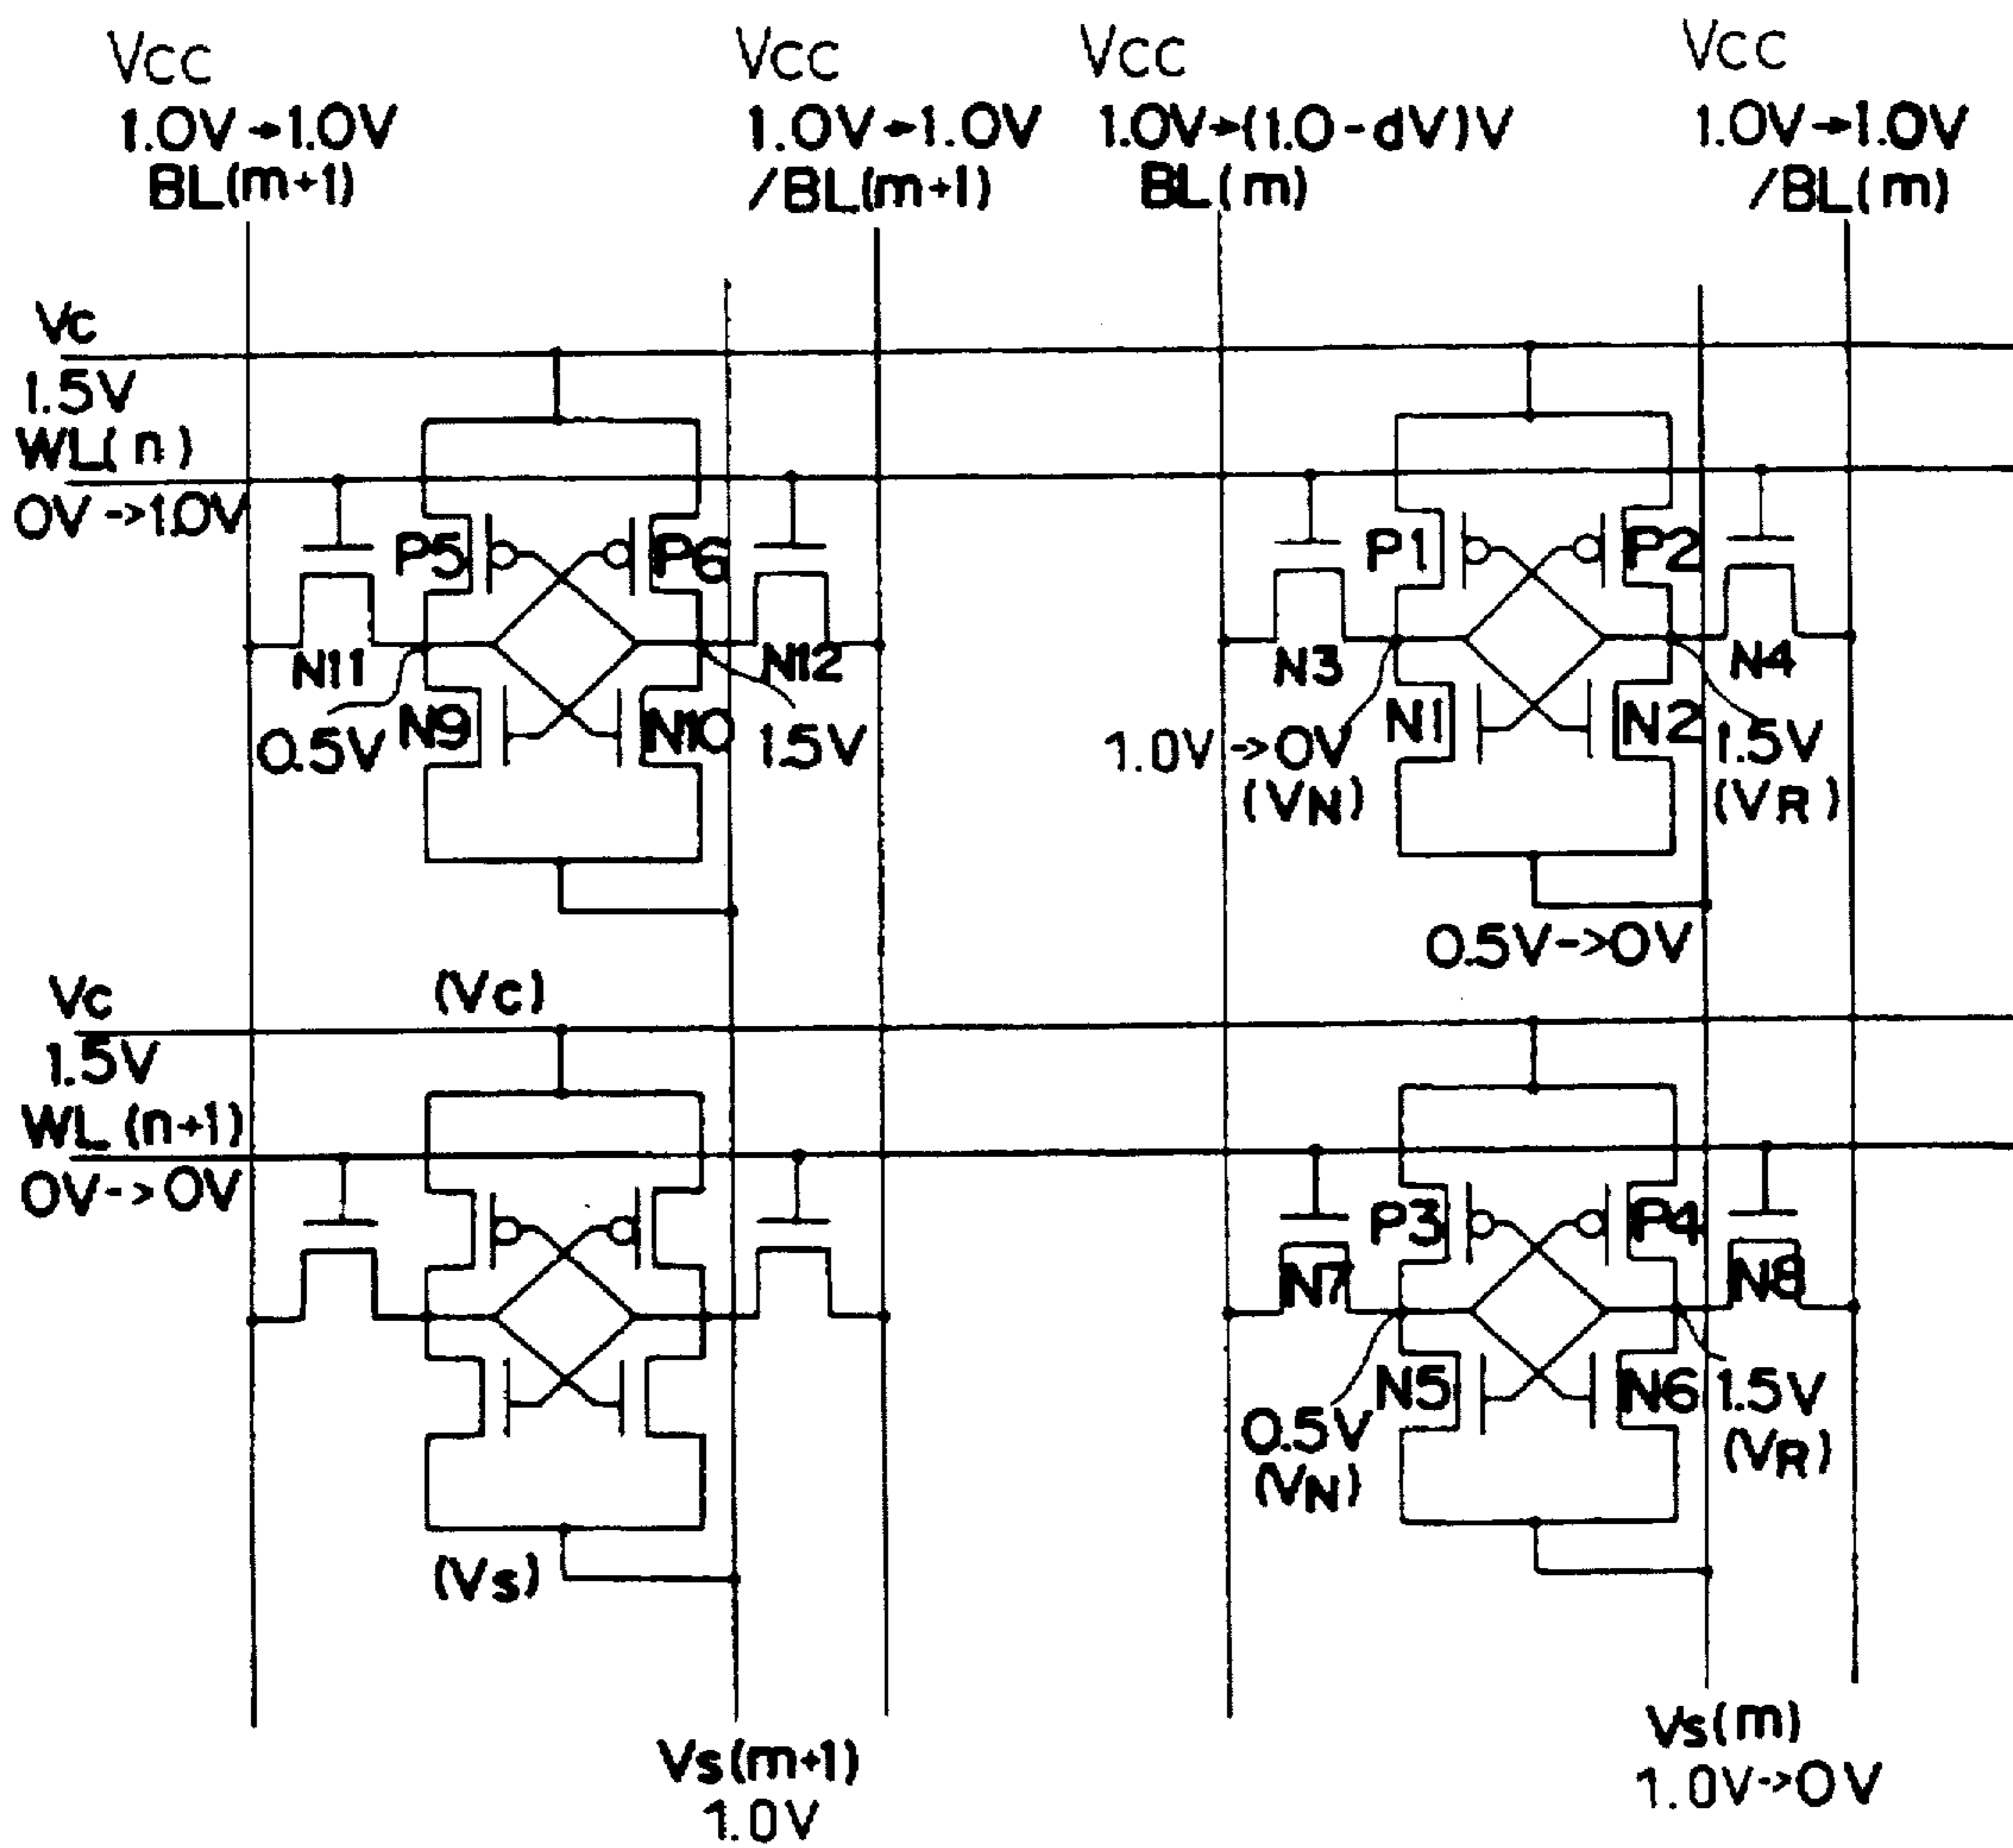 Vcc
1.0V→1.0V
BL(m+1)
Vcc
1.0V→1.0V
/BL(m+1)
Vcc
1.0V→(1.0-dV)V
BL(m)
Vcc
1.0V→1.0V
/BL(m)
Vc
1.5V
WL(n)
0V->1.0V
P5
P6
P1
P2
N11
N12
N3
N4
0.5V
N9
N10
1.5V
1.0V->0V
(VN)
N1
N2
1.5V
(VR)
0.5V->0V
Vc
(Vc)
1.5V
WL(n+1)
0V->0V
P3
P4
N7
N8
0.5V
(VN)
N5
N6
1.5V
(VR)
(Vs)
Vs(m+1)
1.0V
Vs(m)
1.0V->0V